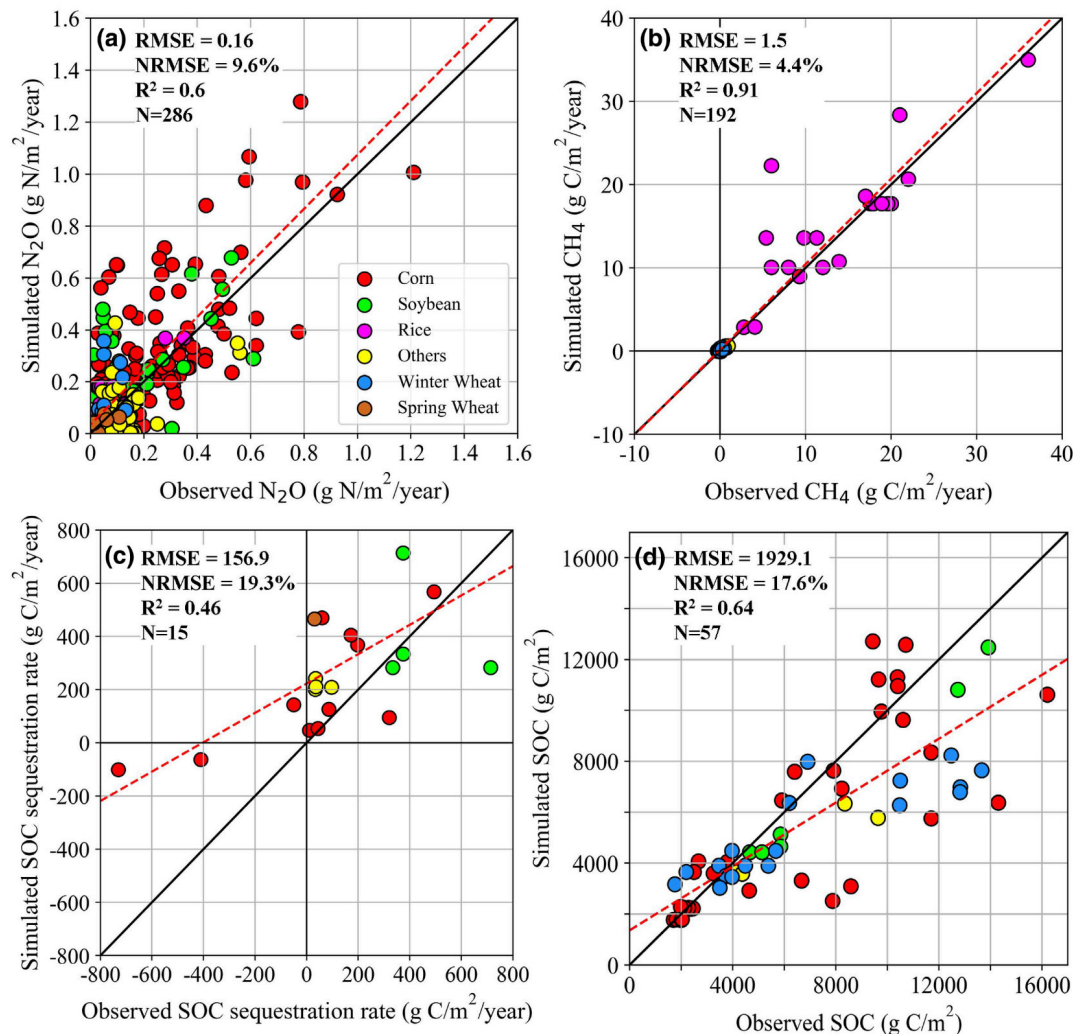 (a)
RMSE = 0.16
NRMSE = 9.6%
R² = 0.6
N=286
1.6
1.4
1.2
1.0
0.8
0.6
0.4
0.2
0
Simulated N₂O (g N/m²/year)
Corn
Soybean
Rice
Others
Winter Wheat
Spring Wheat
0 0.2 0.4 0.6 0.8 1.0 1.2 1.4 1.6
Observed N₂O (g N/m²/year)
(b)
RMSE = 1.5
NRMSE = 4.4%
R² = 0.91
N=192
40
30
20
10
0
-10
Simulated CH₄ (g C/m²/year)
-10 0 10 20 30 40
Observed CH₄ (g C/m²/year)
(c)
RMSE = 156.9
NRMSE = 19.3%
R² = 0.46
N=15
800
600
400
200
0
-200
-400
-600
-800
Simulated SOC sequestration rate (g C/m²/year)
-800 -600 -400 -200 0 200 400 600 800
Observed SOC sequestration rate (g C/m²/year)
(d)
RMSE = 1929.1
NRMSE = 17.6%
R² = 0.64
N=57
16000
12000
8000
4000
0
Simulated SOC (g C/m²)
0 4000 8000 12000 16000
Observed SOC (g C/m²)